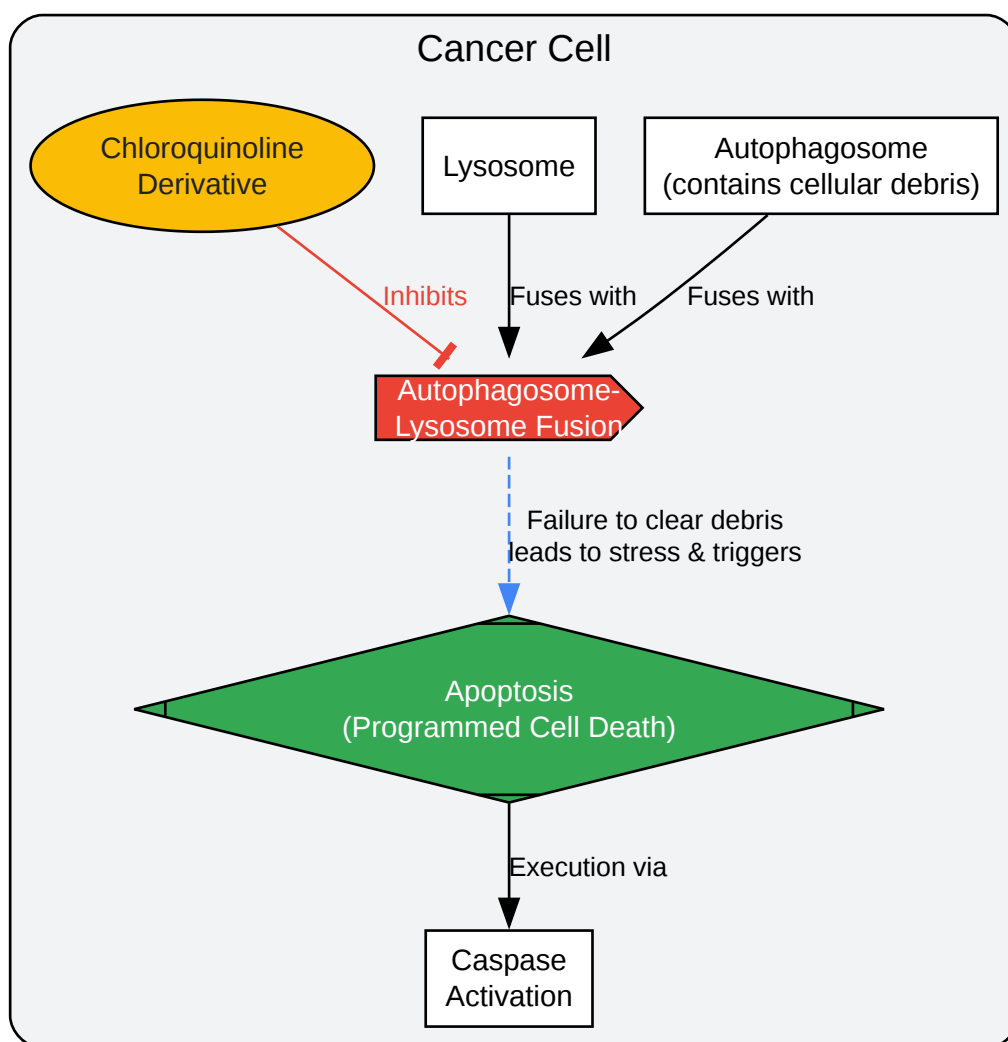 Cancer Cell
Chloroquinoline
Derivative
Lysosome
Autophagosome
(contains cellular debris)
Inhibits
Fuses with
Fuses with
Autophagosome-
Lysosome Fusion
Failure to clear debris
leads to stress & triggers
Apoptosis
(Programmed Cell Death)
Execution via
Caspase
Activation